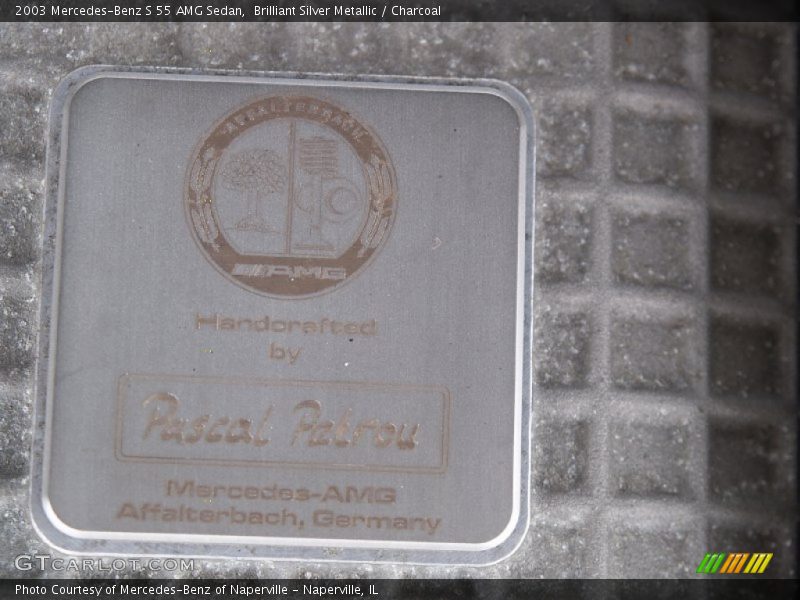 2003 Mercedes-Benz S 55 AMG Sedan, Brilliant Silver Metallic / Charcoal
AFFALTERBACH
AMG
Handcrafted
by
Pascal Patrou
Mercedes-AMG
Affalterbach, Germany
GTCARLOT.COM
Photo Courtesy of Mercedes-Benz of Naperville - Naperville, IL